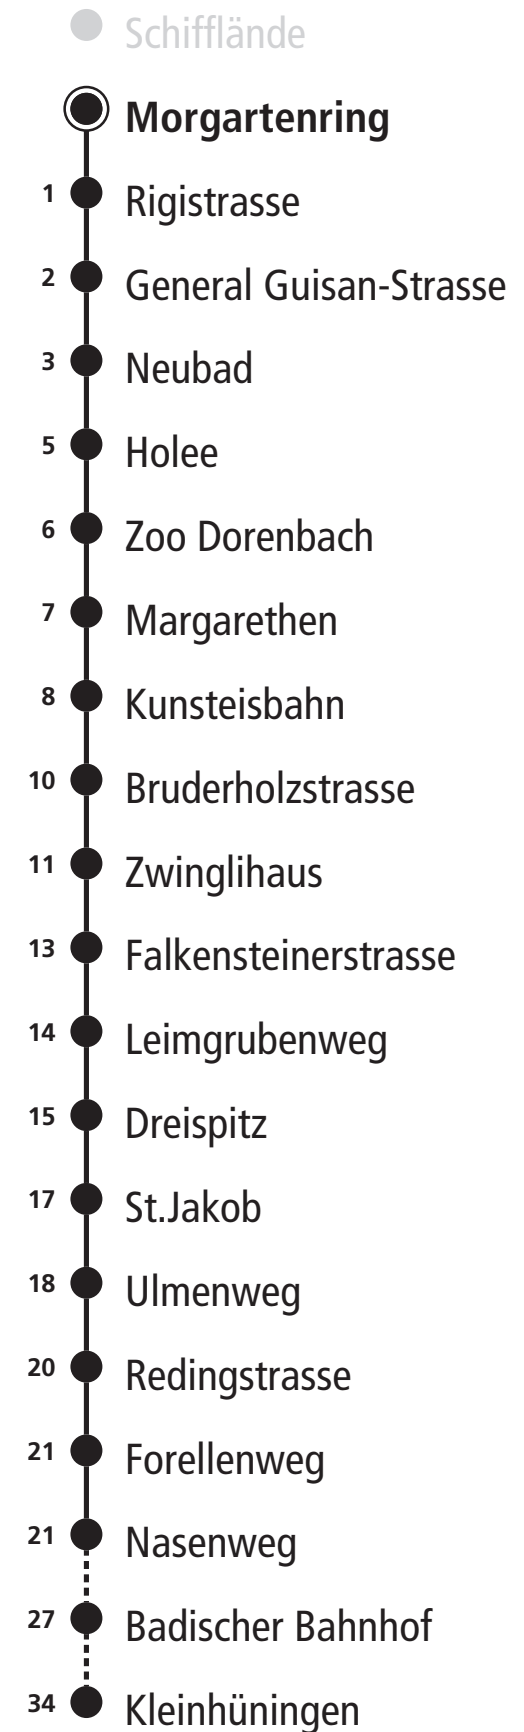 Schifflände
Morgartenring
1 Rigistrasse
2 General Guisan-Strasse
3 Neubad
5 Holee
6 Zoo Dorenbach
7 Margarethen
8 Kunsteisbahn
10 Bruderholzstrasse
11 Zwinglihaus
13 Falkensteinerstrasse
14 Leimgrubenweg
15 Dreispitz
17 St.Jakob
18 Ulmenweg
20 Redingstrasse
21 Forellenweg
21 Nasenweg
27 Badischer Bahnhof
34 Kleinhüningen